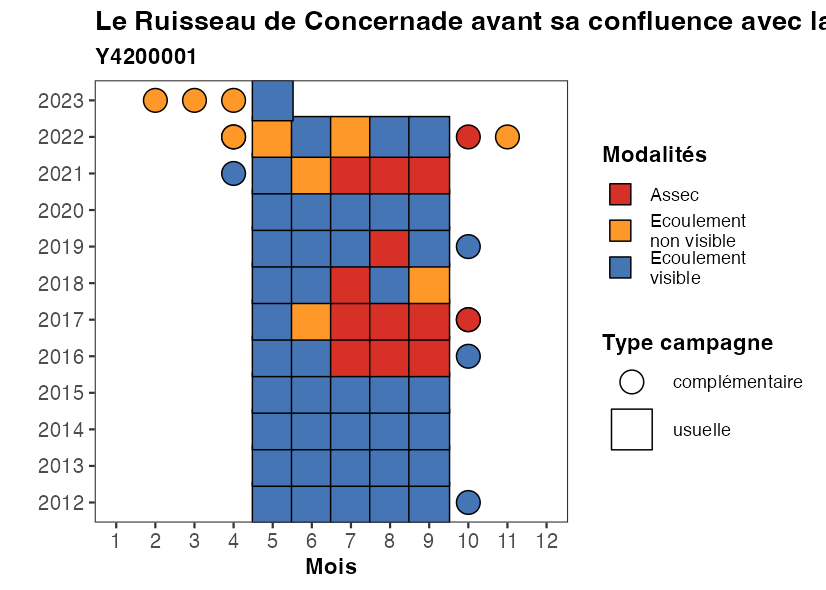 Le Ruisseau de Concernade avant sa confluence avec la
Y4200001
2023
2022
2021
2020
2019
2018
2017
2016
2015
2014
2013
2012
1 2 3 4 5 6 7 8 9 10 11 12
Mois
Modalités
Assec
Ecoulement
non visible
Ecoulement
visible
Type campagne
complémentaire
usuelle